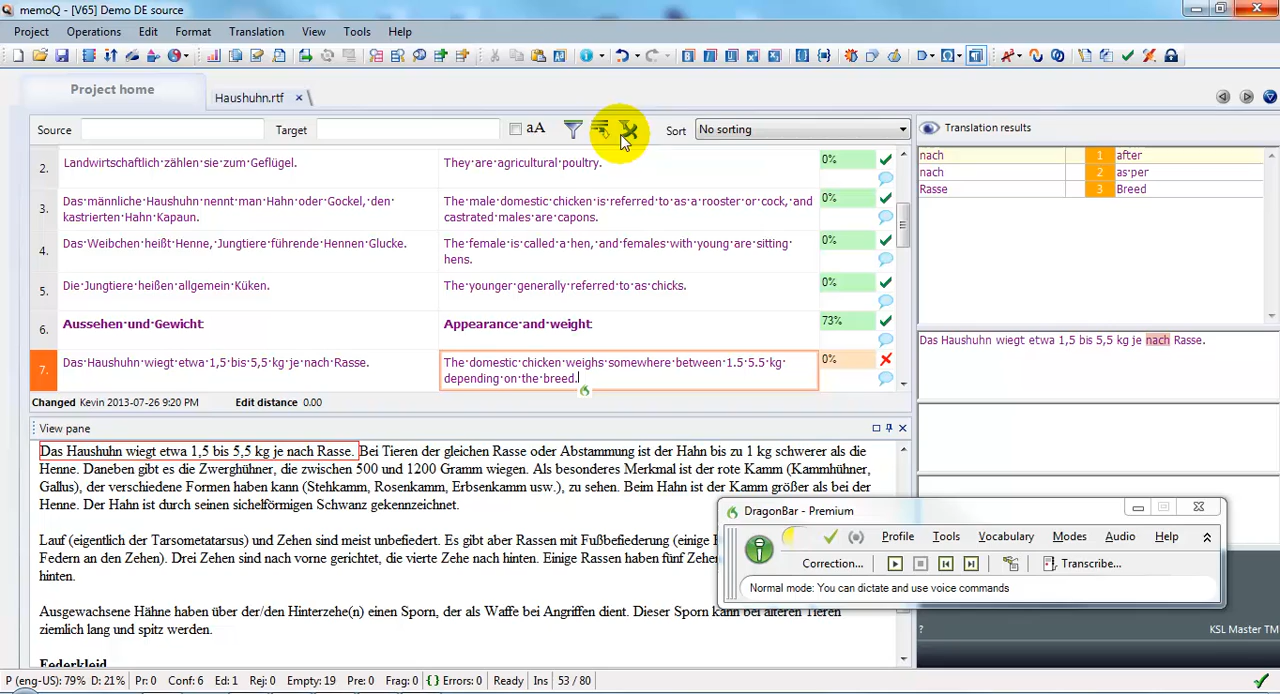 memoQ - [V65] Demo DE source
Project Operations Edit Format Translation View Tools Help
Project home
Haushuhn.rtf
Source Target aA Sort No sorting
Translation results
2. Landwirtschaftlich·zählen·sie·zum·Geflügel. They·are·agricultural·poultry. 0%
3. Das·männliche·Haushuhn·nennt·man·Hahn·oder·Gockel,·den· The·male·domestic·chicken·is·referred·to·as·a·rooster·or·cock,·and· 0%
kastrierten·Hahn·Kapaun. castrated·males·are·capons.
4. Das·Weibchen·heißt·Henne,·Jungtiere·führende·Hennen·Glucke. The·female·is·called·a·hen,·and·females·with·young·are·sitting· 0%
hens.
5. Die·Jungtiere·heißen·allgemein·Küken. The·younger·generally·referred·to·as·chicks. 0%
6. Aussehen·und·Gewicht Appearance·and·weight 73%
7. Das·Haushuhn·wiegt·etwa·1,5·bis·5,5·kg·je·nach·Rasse. The·domestic·chicken·weighs·somewhere·between·1.5·5.5·kg· 0%
depending·on·the·breed.
Changed Kevin 2013-07-26 9:20 PM Edit distance 0.00
nach 1 after
nach 2 as·per
Rasse 3 Breed
Das Haushuhn wiegt etwa 1,5 bis 5,5 kg je nach Rasse.
View pane
Das Haushuhn wiegt etwa 1,5 bis 5,5 kg je nach Rasse. Bei Tieren der gleichen Rasse oder Abstammung ist der Hahn bis zu 1 kg schwerer als die
Henne. Daneben gibt es die Zwerghühner, die zwischen 500 und 1200 Gramm wiegen. Als besonderes Merkmal ist der rote Kamm (Kammhühner,
Gallus), der verschiedene Formen haben kann (Stehkamm, Rosenkamm, Erbsenkamm usw.), zu sehen. Beim Hahn ist der Kamm größer als bei der
Henne. Der Hahn ist durch seinen sichelförmigen Schwanz gekennzeichnet.
Lauf (eigentlich der Tarsometatarsus) und Zehen sind meist unbefiedert. Es gibt aber Rassen mit Fußbefiederung (einige
Federn an den Zehen). Drei Zehen sind nach vorne gerichtet, die vierte Zehe nach hinten. Einige Rassen haben fünf Zehen
hinten.
Ausgewachsene Hähne haben über der/den Hinterzehe(n) einen Sporn, der als Waffe bei Angriffen dient. Dieser Sporn kann bei älteren Tieren
ziemlich lang und spitz werden.
Federkleid
DragonBar - Premium
Profile Tools Vocabulary Modes Audio Help
Correction... Transcribe...
Normal mode: You can dictate and use voice commands
? KSL Master TM
P (eng-US): 79% D: 21% Pr: 0 Conf: 6 Ed: 1 Rej: 0 Empty: 19 Pre: 0 Frag: 0 Errors: 0 Ready Ins 53 / 80